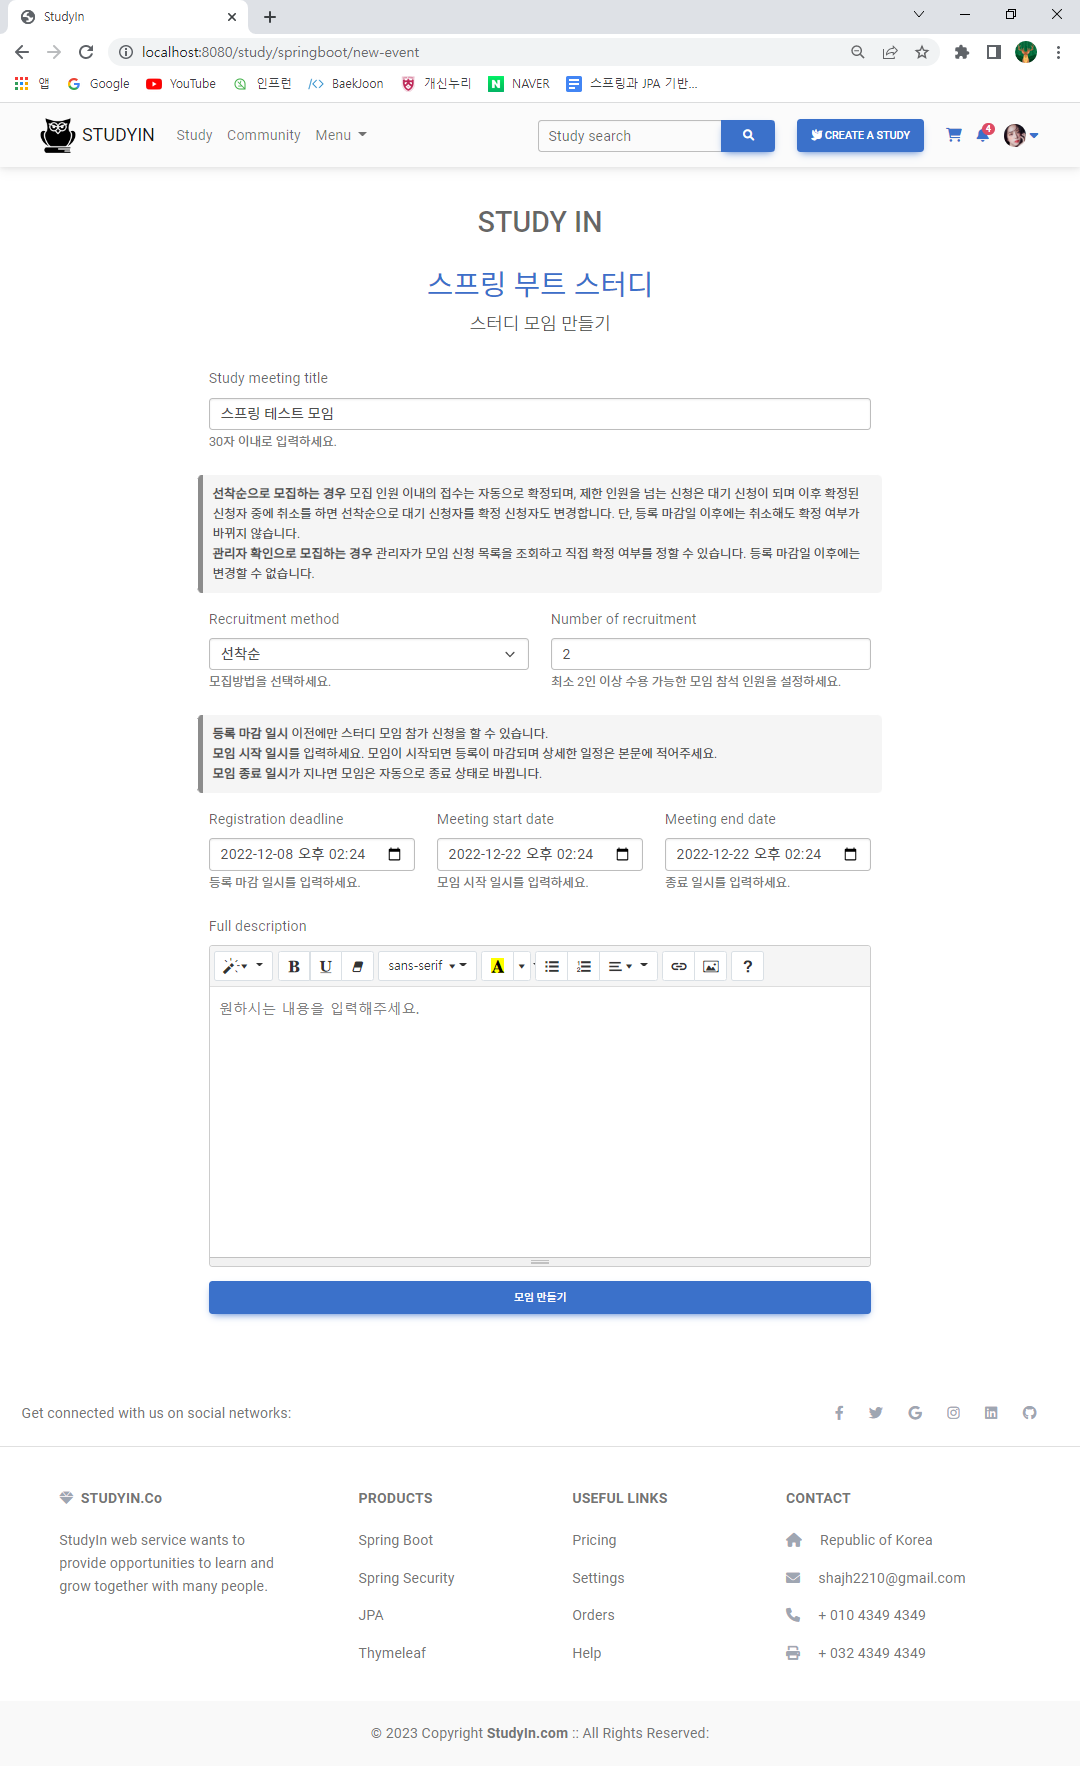 StudyIn
localhost:8080/study/springboot/new-event
앱 Google YouTube 인프런 BaekJoon 개신누리 NAVER 스프링과 JPA 기반...
STUDYIN Study Community Menu Study search CREATE A STUDY 4
STUDY IN
스프링 부트 스터디
스터디 모임 만들기
Study meeting title
스프링 테스트 모임
30자 이내로 입력하세요.
선착순으로 모집하는 경우 모집 인원 이내의 접수는 자동으로 확정되며, 제한 인원을 넘는 신청은 대기 신청이 되며 이후 확정된
신청자 중에 취소를 하면 선착순으로 대기 신청자를 확정 신청자도 변경합니다. 단, 등록 마감일 이후에는 취소해도 확정 여부가
바뀌지 않습니다.
관리자 확인으로 모집하는 경우 관리자가 모임 신청 목록을 조회하고 직접 확정 여부를 정할 수 있습니다. 등록 마감일 이후에는
변경할 수 없습니다.
Recruitment method Number of recruitment
선착순 2
모집방법을 선택하세요. 최소 2인 이상 수용 가능한 모임 참석 인원을 설정하세요.
등록 마감 일시 이전에만 스터디 모임 참가 신청을 할 수 있습니다.
모임 시작 일시를 입력하세요. 모임이 시작되면 등록이 마감되며 상세한 일정은 본문에 적어주세요.
모임 종료 일시가 지나면 모임은 자동으로 종료 상태로 바뀝니다.
Registration deadline Meeting start date Meeting end date
2022-12-08 오후 02:24 2022-12-22 오후 02:24 2022-12-22 오후 02:24
등록 마감 일시를 입력하세요. 모임 시작 일시를 입력하세요. 종료 일시를 입력하세요.
Full description
B U sans-serif A ?
원하시는 내용을 입력해주세요.
모임 만들기
Get connected with us on social networks:
STUDYIN.Co PRODUCTS USEFUL LINKS CONTACT
StudyIn web service wants to Spring Boot Pricing Republic of Korea
provide opportunities to learn and Spring Security Settings shajh2210@gmail.com
grow together with many people. JPA Orders + 010 4349 4349
Thymeleaf Help + 032 4349 4349
© 2023 Copyright StudyIn.com :: All Rights Reserved: